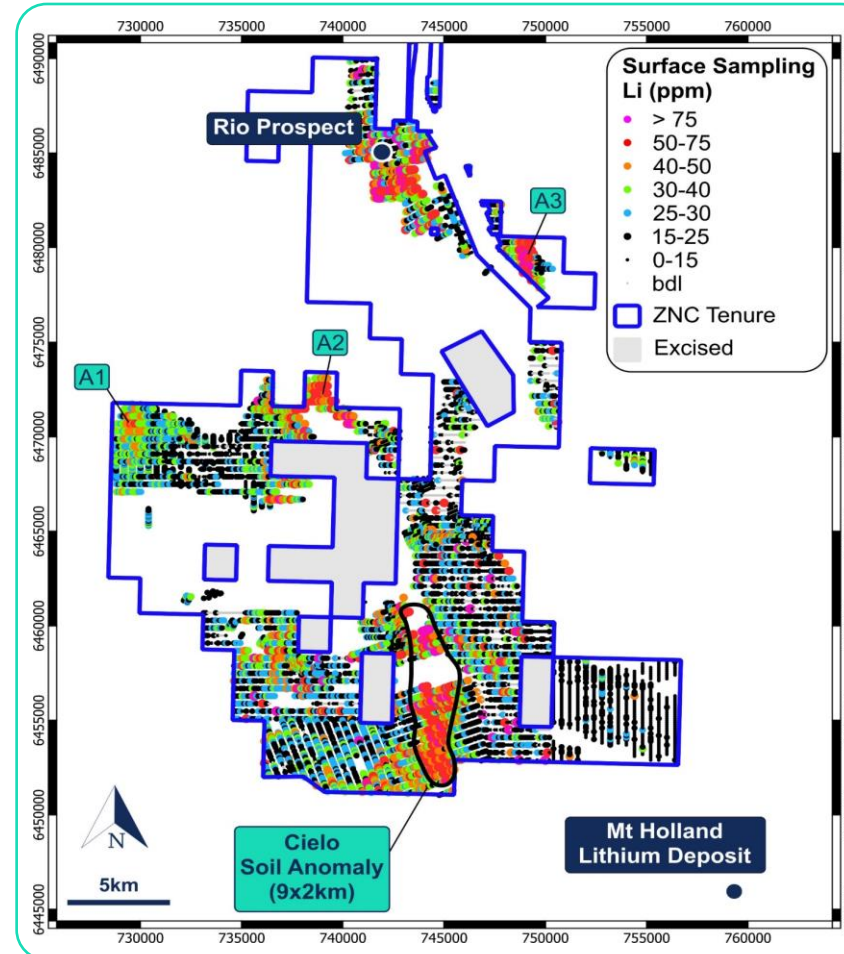 730000 735000 740000 745000 750000 755000 760000
6490000
6485000
6480000
6475000
6470000
6465000
6460000
6455000
6450000
6445000
Surface Sampling
Li (ppm)
> 75
50-75
40-50
30-40
25-30
15-25
0-15
bdl
ZNC Tenure
Excised
Rio Prospect
A3
A2
A1
Cielo
Soil Anomaly
(9x2km)
Mt Holland
Lithium Deposit
N
5km
730000 735000 740000 745000 750000 755000 760000